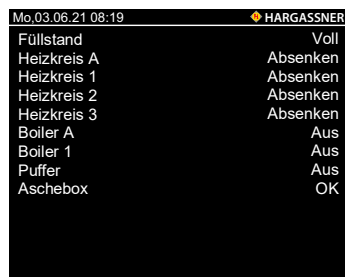 Mo,03.06.21 08:19 HARGASSNER
Füllstand Voll
Heizkreis A Absenken
Heizkreis 1 Absenken
Heizkreis 2 Absenken
Heizkreis 3 Absenken
Boiler A Aus
Boiler 1 Aus
Puffer Aus
Aschebox OK